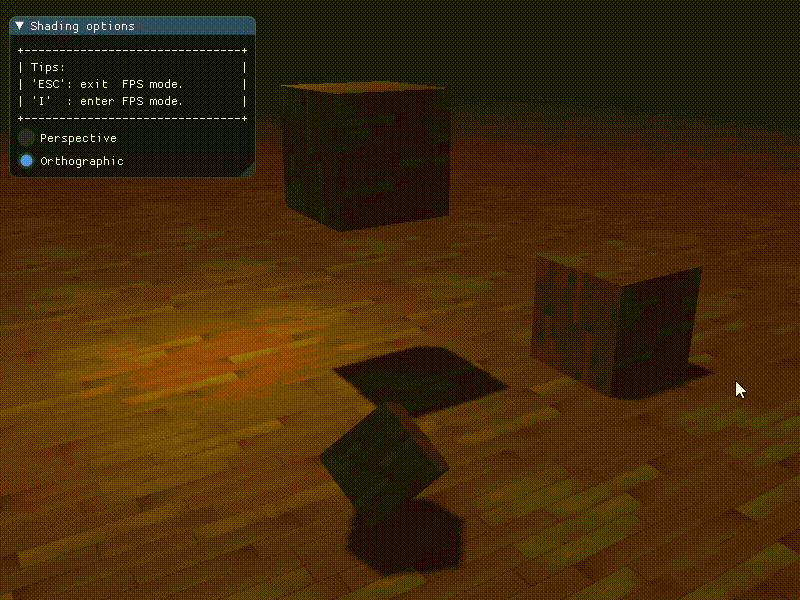 Shading options
+-------------------------------+
| Tips:                         |
| 'ESC': exit  FPS mode.        |
| 'I'  : enter FPS mode.        |
+-------------------------------+
Perspective
Orthographic